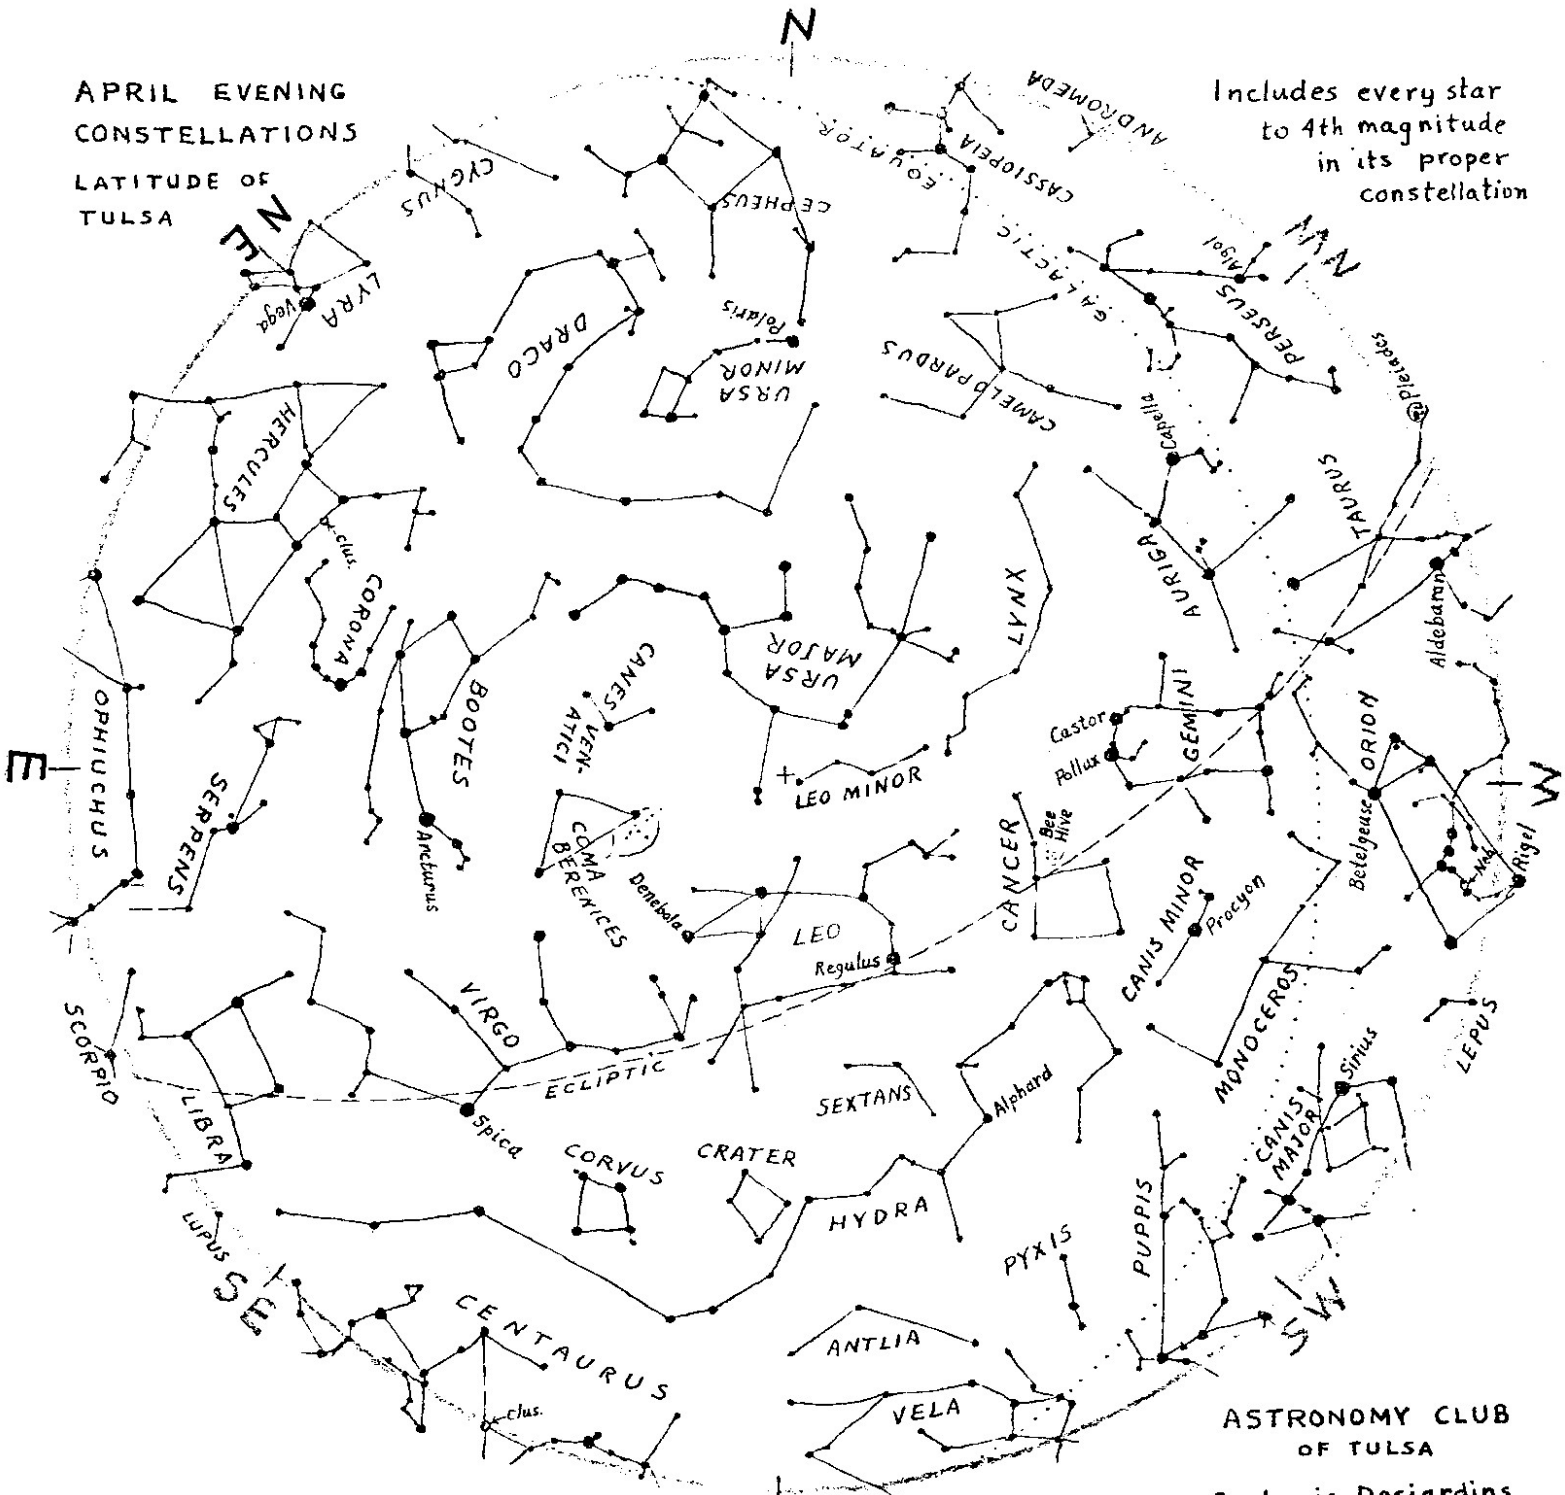 N
APRIL EVENING
CONSTELLATIONS
LATITUDE OF
TULSA
Includes every star
to 4th magnitude
in its proper
constellation
ANDROMEDA
CASSIOPEIA
GALACTIC EQUATOR
CYGNUS
CEPHEUS
NE
NW
Algol
PERSEUS
LYRA
Vega
DRACO
Polaris
URSA
MINOR
CAMELOPARDUS
Pleiades
Capella
HERCULES
clus.
TAURUS
AURIGA
Aldebaran
LYNX
CORONA
BOOTES
CANES
VEN-
ATICI
URSA
MAJOR
OPHIUCHUS
E
SERPENS
Arcturus
LEO MINOR
Castor
Pollux
GEMINI
ORION
Betelgeuse
W
Neb.
Rigel
COMA
BERENICES
Denebola
LEO
Regulus
CANCER
Bee
Hive
CANIS MINOR
Procyon
MONOCEROS
LEPUS
SCORPIO
LIBRA
VIRGO
Spica
ECLIPTIC
SEXTANS
Alphard
Sirius
CANIS
MAJOR
CORVUS
CRATER
HYDRA
PYXIS
PUPPIS
LUPUS
SE
SW
CENTAURUS
clus.
ANTLIA
VELA
ASTRONOMY CLUB
OF TULSA
Desjardins